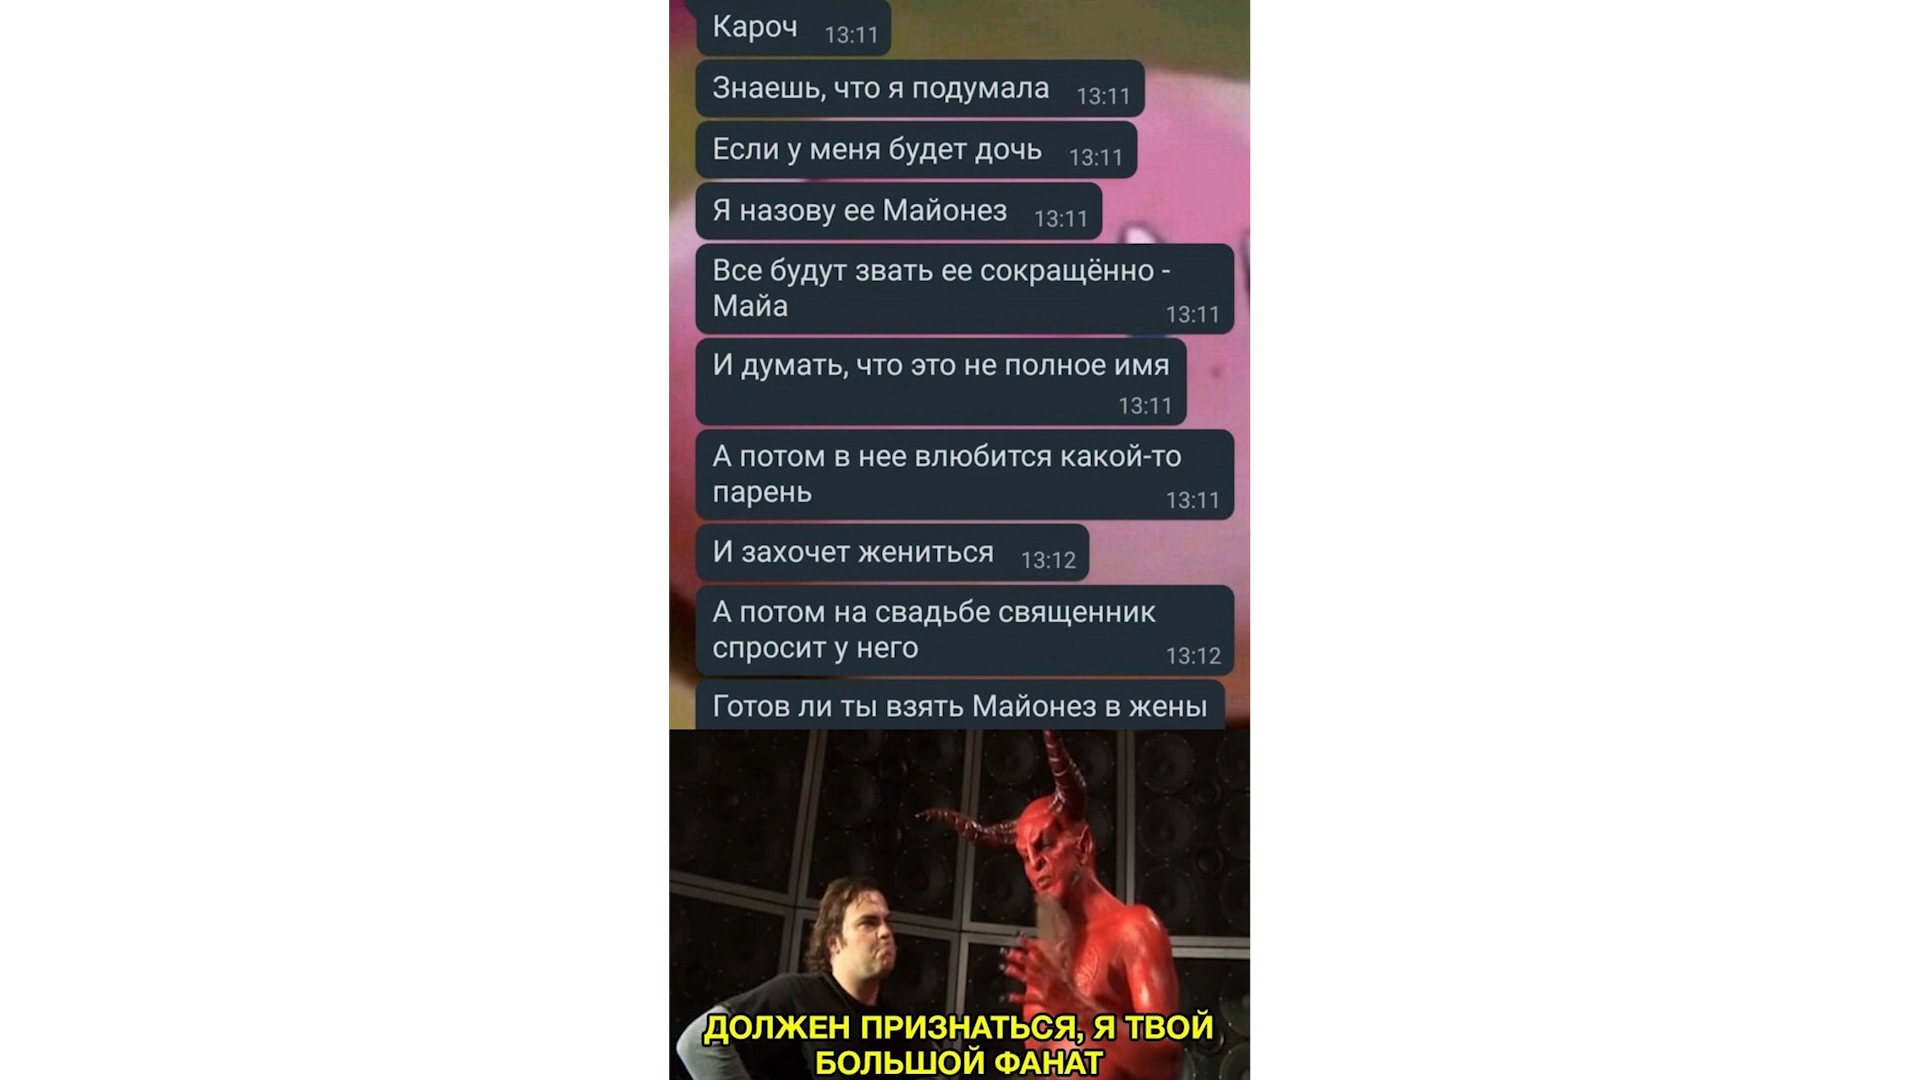 Кароч 13:11
Знаешь, что я подумала 13:11
Если у меня будет дочь 13:11
Я назову ее Майонез 13:11
Все будут звать ее сокращённо -
Майа 13:11
И думать, что это не полное имя
13:11
А потом в нее влюбится какой-то
парень 13:11
И захочет жениться 13:12
А потом на свадьбе священник
спросит у него 13:12
Готов ли ты взять Майонез в жены
ДОЛЖЕН ПРИЗНАТЬСЯ, Я ТВОЙ
БОЛЬШОЙ ФАНАТ